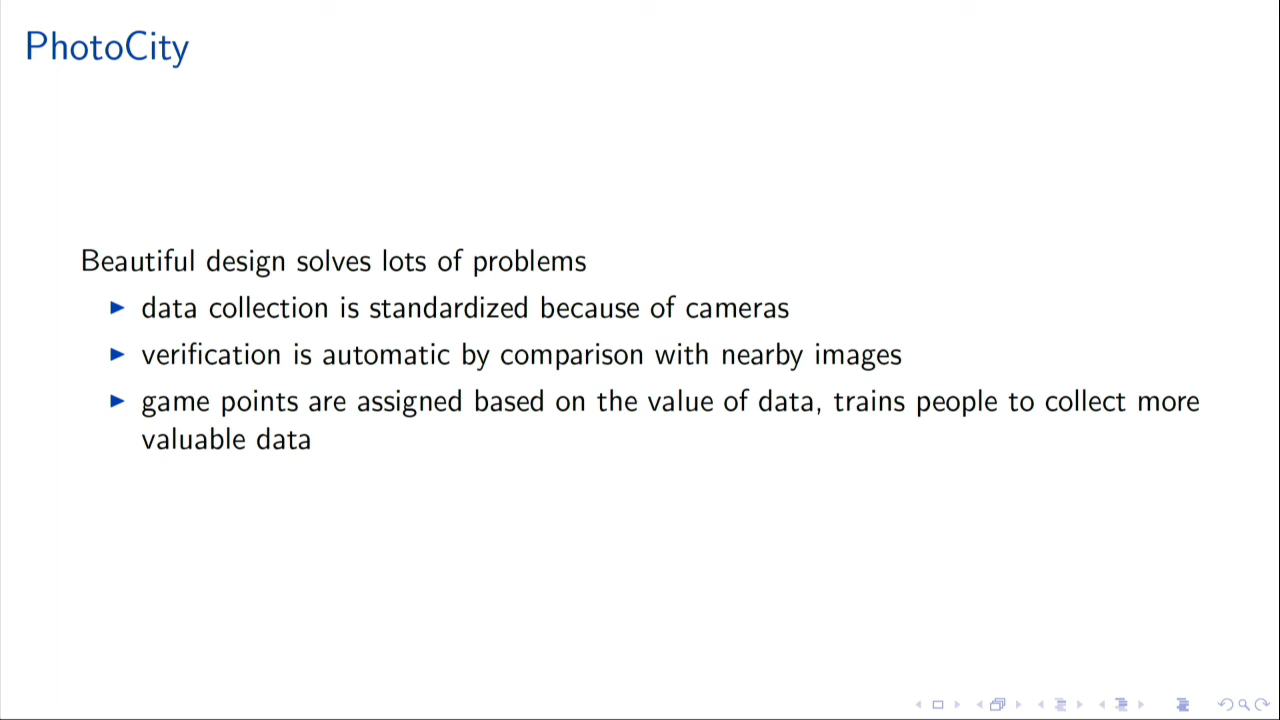 PhotoCity
Beautiful design solves lots of problems
data collection is standardized because of cameras
verification is automatic by comparison with nearby images
game points are assigned based on the value of data, trains people to collect more
valuable data